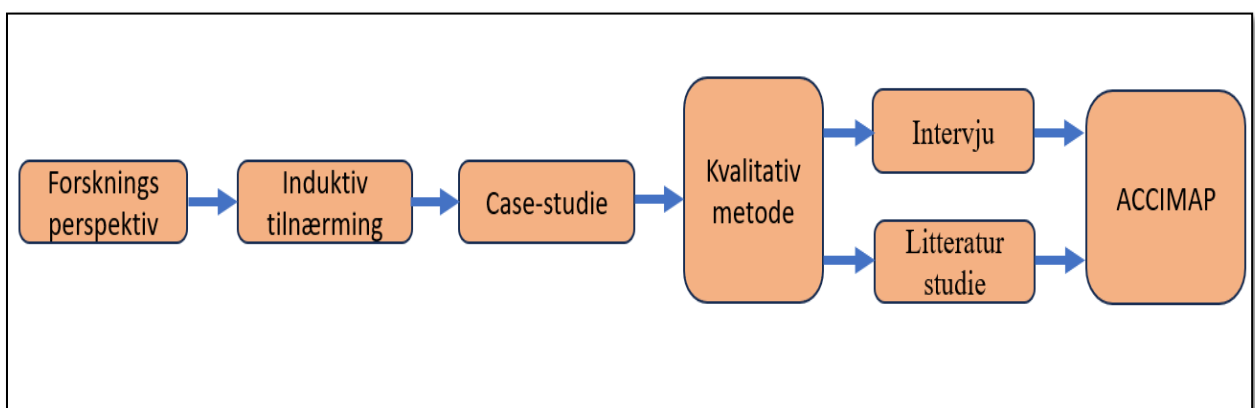 Forsknings
perspektiv
Induktiv
tilnærming
Case-studie
Kvalitativ
metode
Intervju
Litteratur
studie
ACCIMAP